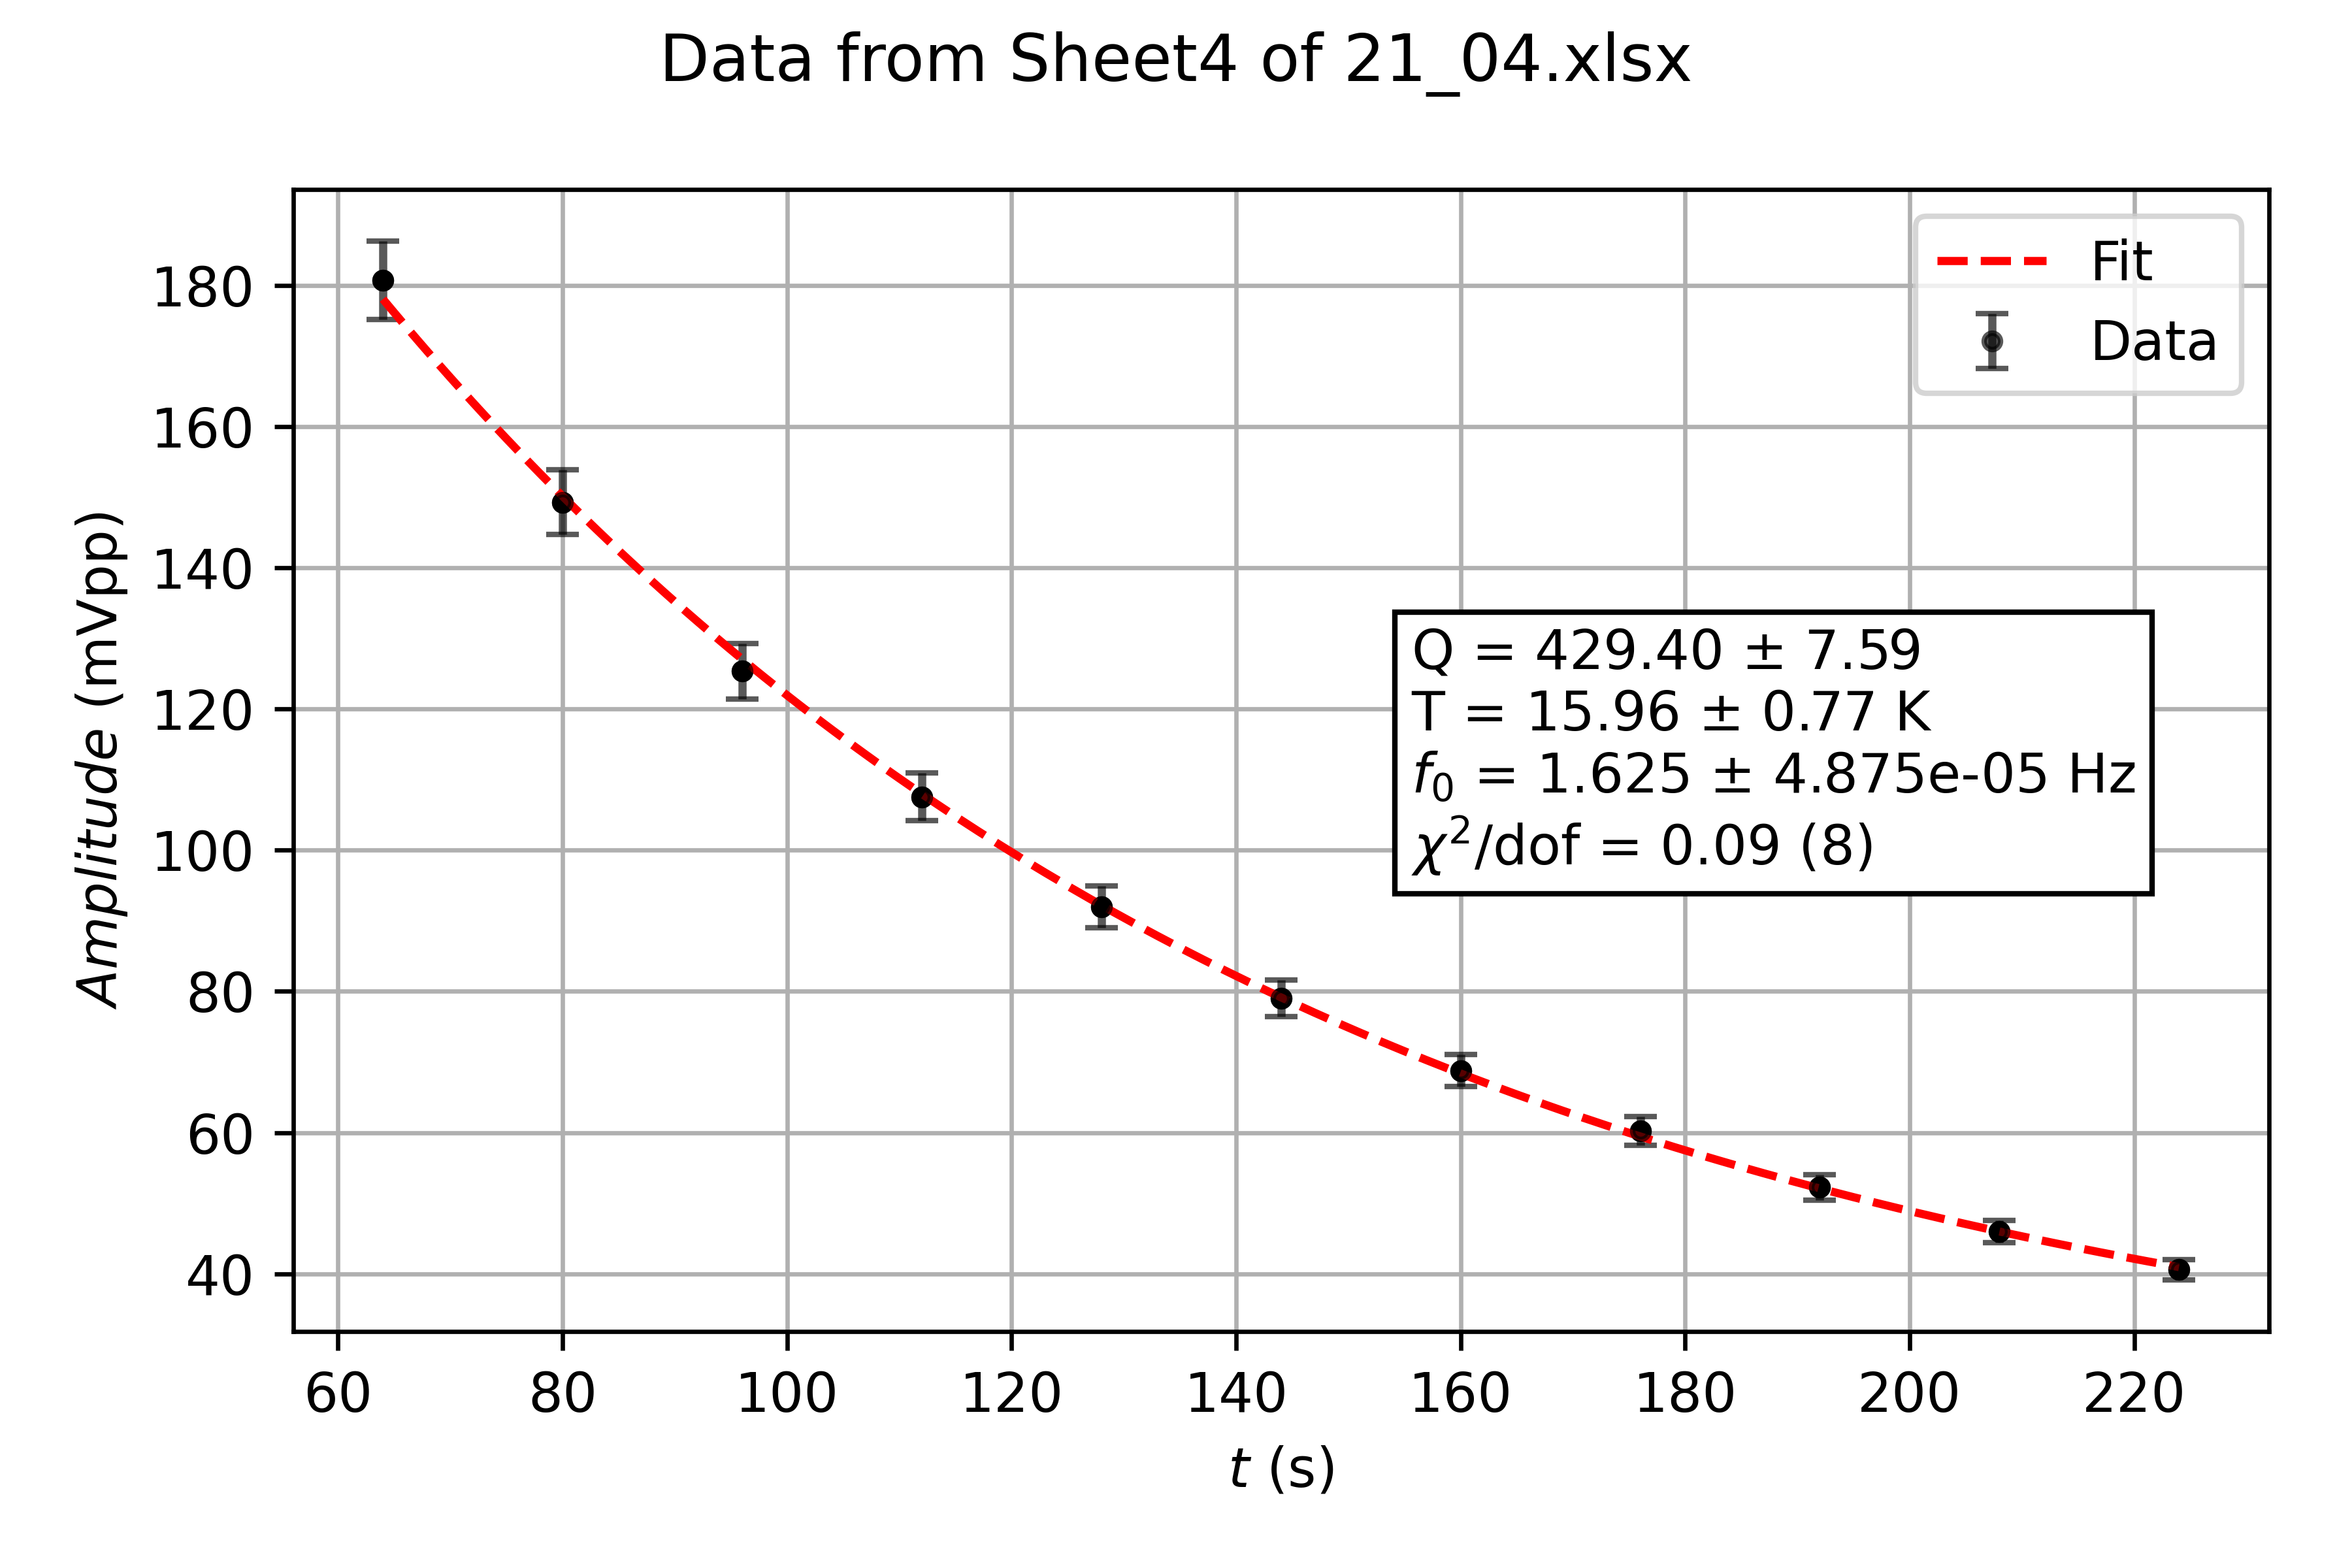 Data from Sheet4 of 21_04.xlsx
Fit
Data
Q = 429.40 ± 7.59
T = 15.96 ± 0.77 K
f₀ = 1.625 ± 4.875e-05 Hz
χ²/dof = 0.09 (8)
Amplitude (mVpp)
180
160
140
120
100
80
60
40
60 80 100 120 140 160 180 200 220
t (s)